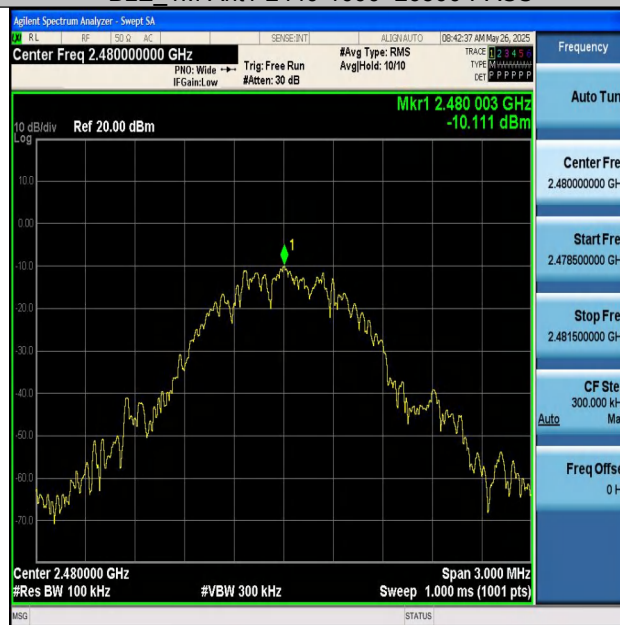 Agilent Spectrum Analyzer - Swept SA
RL RF 50 Ω AC SENSE:INT ALIGN AUTO 08:42:37 AM May 26, 2025
Center Freq 2.480000000 GHz
PNO: Wide
IFGain:Low
Trig: Free Run
#Atten: 30 dB
#Avg Type: RMS
Avg|Hold: 10/10
TRACE 1 2 3 4 5 6
TYPE M
DET P P P P P P
Mkr1 2.480 003 GHz
-10.111 dBm
10 dB/div Ref 20.00 dBm
Log
10.0
0.00
-10.0
-20.0
-30.0
-40.0
-50.0
-60.0
-70.0
1
Center 2.480000 GHz Span 3.000 MHz
#Res BW 100 kHz #VBW 300 kHz Sweep 1.000 ms (1001 pts)
MSG STATUS
Frequency
Auto Tun
Center Fre
2.480000000 GH
Start Fre
2.478500000 GH
Stop Fre
2.481500000 GH
CF Ste
300.000 kH
Auto Ma
Freq Offse
0 H